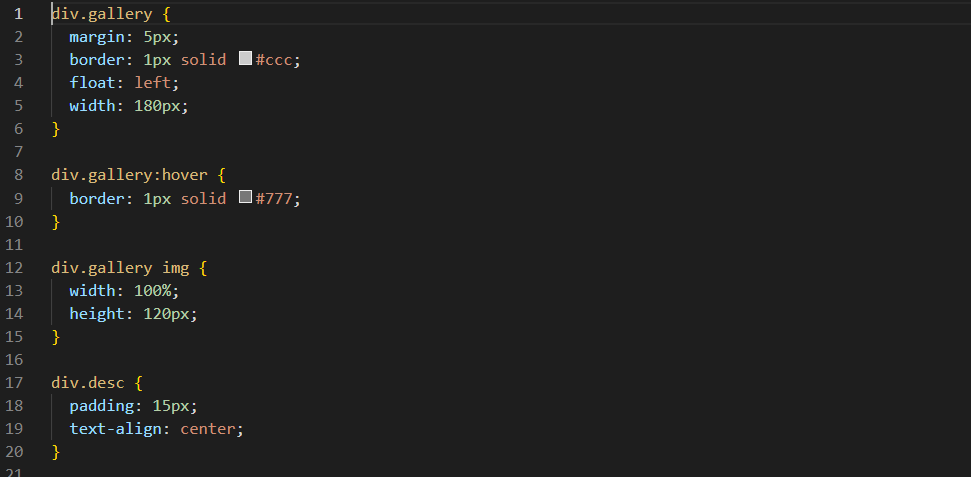 1 div.gallery {
2 margin: 5px;
3 border: 1px solid #ccc;
4 float: left;
5 width: 180px;
6 }
7
8 div.gallery:hover {
9 border: 1px solid #777;
10 }
11
12 div.gallery img {
13 width: 100%;
14 height: 120px;
15 }
16
17 div.desc {
18 padding: 15px;
19 text-align: center;
20 }
21